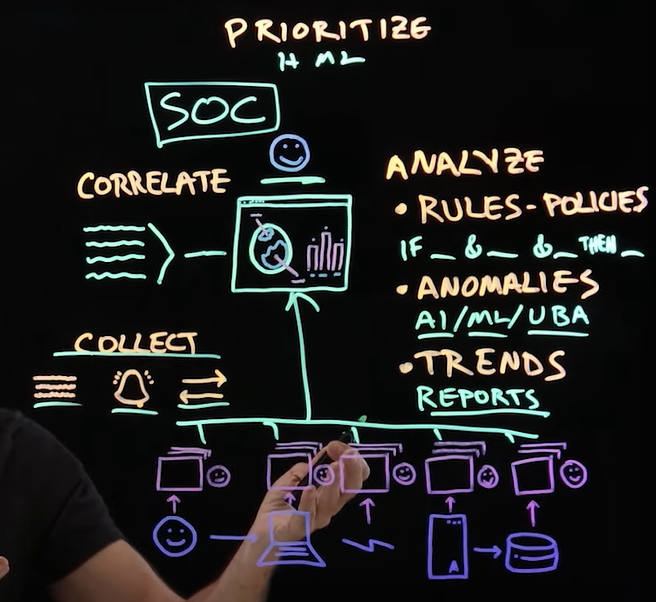 PRIORITIZE
H M L
SOC
CORRELATE
COLLECT
ANALYZE
• RULES-POLICIES
IF _ & _ & _ THEN _
• ANOMALIES
AI/ML/UBA
• TRENDS
REPORTS
A